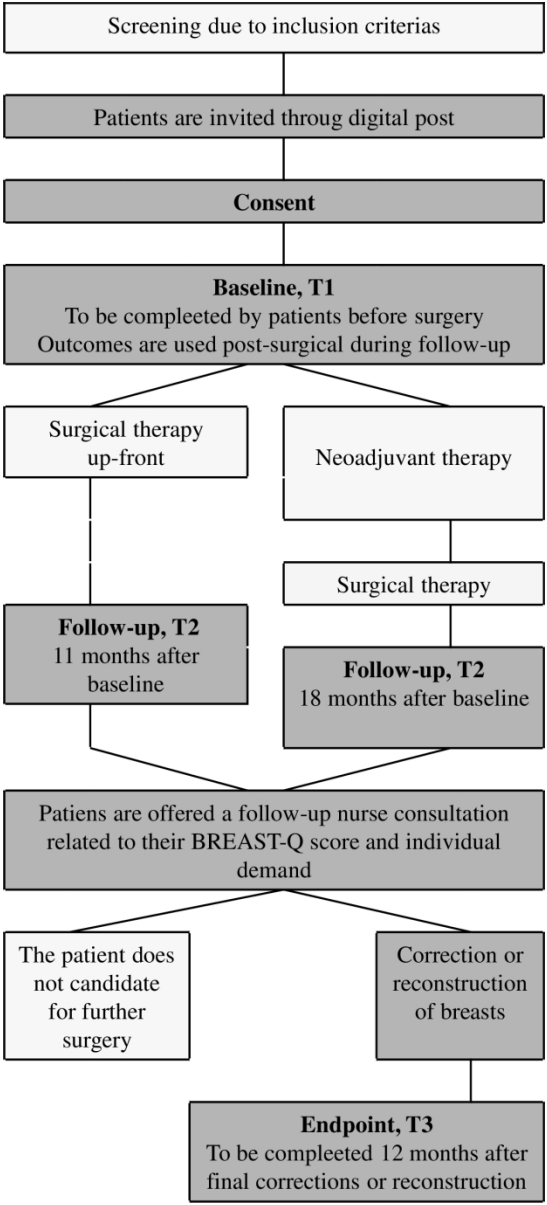 Screening due to inclusion criterias
Patients are invited throug digital post
Consent
Baseline, T1
To be compleeted by patients before surgery
Outcomes are used post-surgical during follow-up
Surgical therapy
up-front
Neoadjuvant therapy
Surgical therapy
Follow-up, T2
11 months after
baseline
Follow-up, T2
18 months after baseline
Patiens are offered a follow-up nurse consultation
related to their BREAST-Q score and individual
demand
The patient does
not candidate
for further
surgery
Correction or
reconstruction
of breasts
Endpoint, T3
To be compleeted 12 months after
final corrections or reconstruction